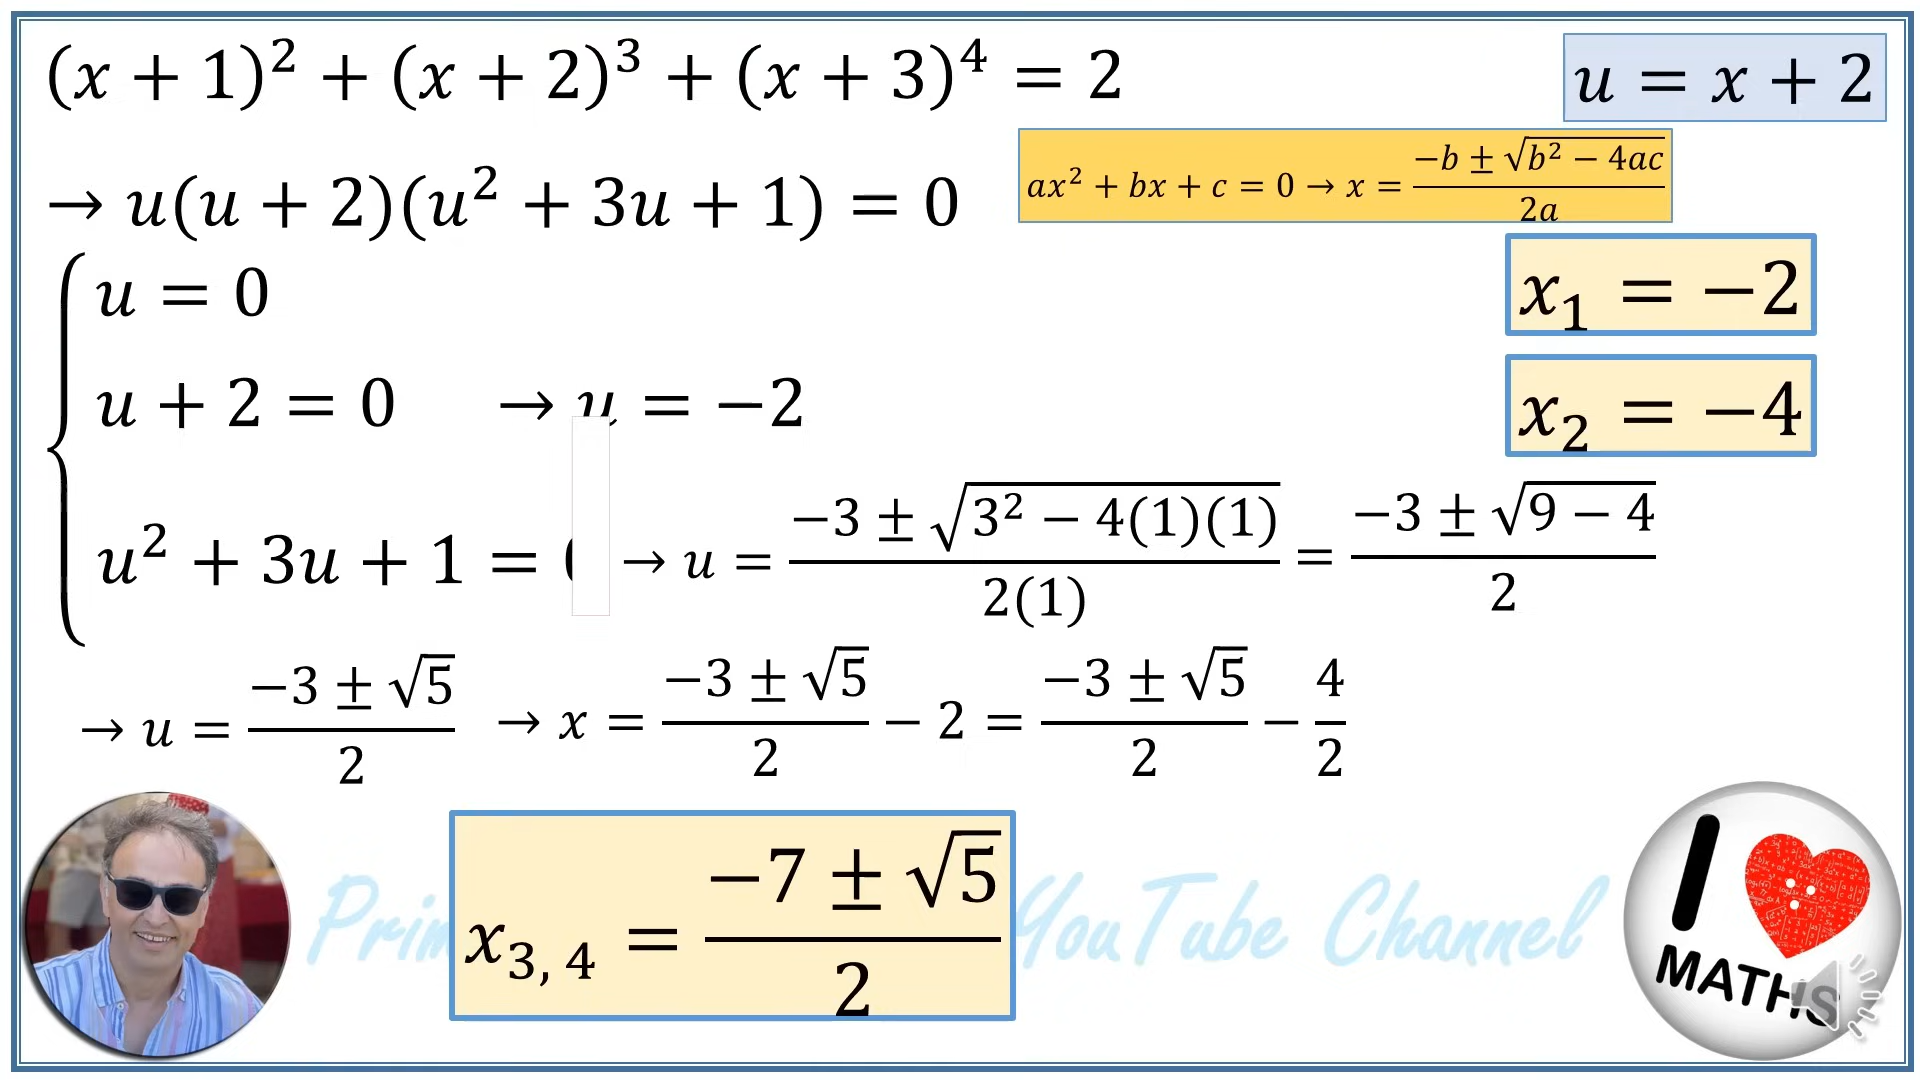 (x + 1)² + (x + 2)³ + (x + 3)⁴ = 2
u = x + 2
→ u(u + 2)(u² + 3u + 1) = 0
ax² + bx + c = 0 → x = (−b ± √(b² − 4ac))/(2a)
u = 0
x₁ = −2
u + 2 = 0 → u = −2
x₂ = −4
u² + 3u + 1 = 0 → u = (−3 ± √(3² − 4(1)(1)))/(2(1)) = (−3 ± √(9 − 4))/2
→ u = (−3 ± √5)/2 → x = (−3 ± √5)/2 − 2 = (−3 ± √5)/2 − 4/2
x₃,₄ = (−7 ± √5)/2
YouTube Channel
I
MATHS